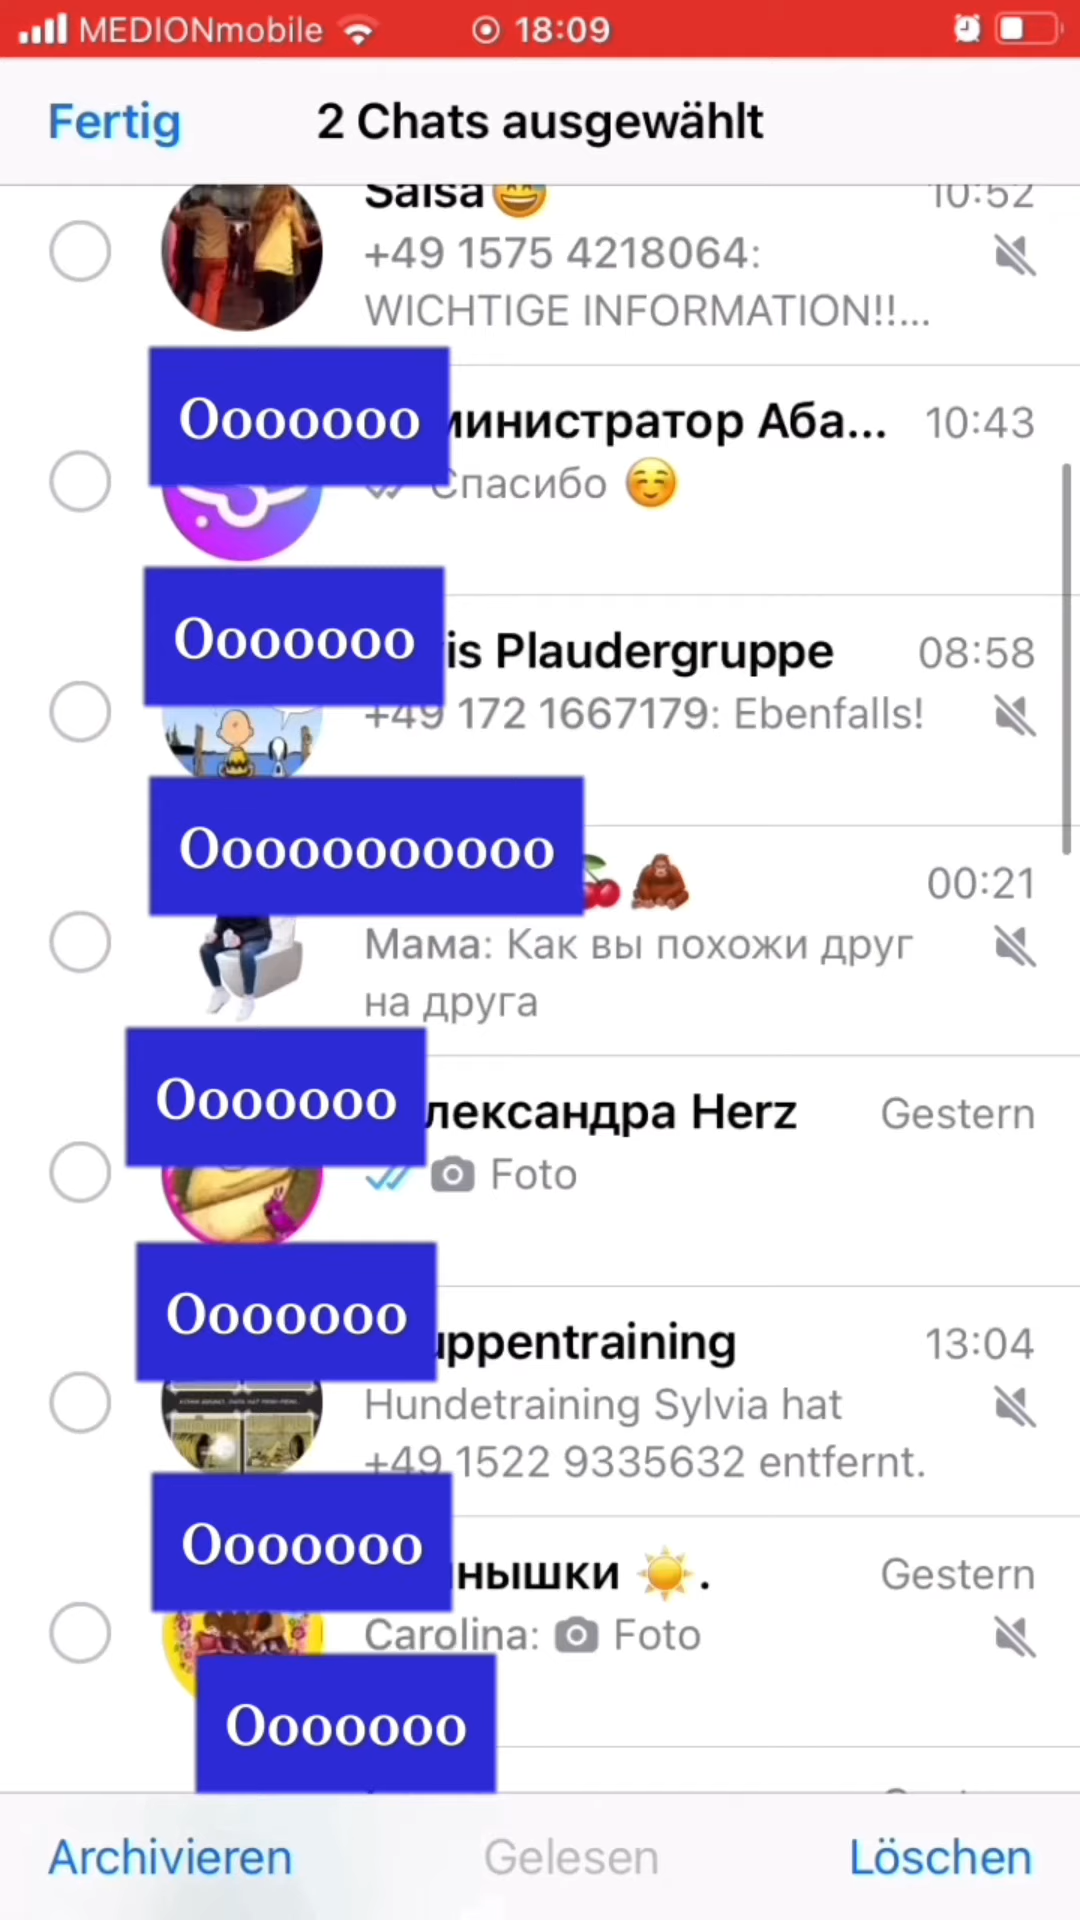 MEDIONmobile 18:09
Fertig 2 Chats ausgewählt
Salsa😅 10:52
+49 1575 4218064:
WICHTIGE INFORMATION!!...
Ooooooo
министратор Аба... 10:43
Спасибо ☺️
Ooooooo
is Plaudergruppe 08:58
+49 172 1667179: Ebenfalls!
Ooooooooooo
🍒🦧 00:21
Мама: Как вы похожи друг
на друга
Ooooooo
лександра Herz Gestern
Foto
Ooooooo
uppentraining 13:04
Hundetraining Sylvia hat
+49 1522 9335632 entfernt.
Ooooooo
нышки ☀️. Gestern
Carolina: Foto
Ooooooo
Archivieren Gelesen Löschen